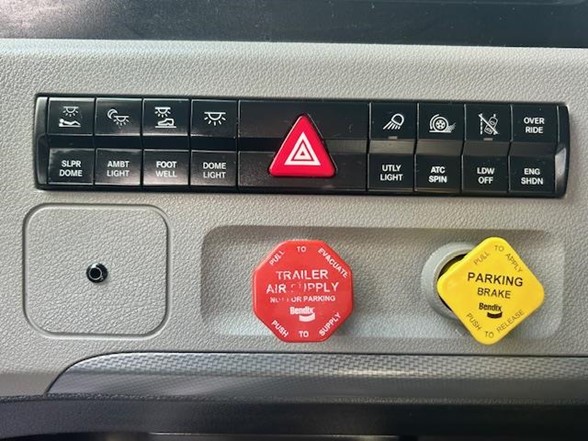 OVER
RIDE
SLPR
DOME
AMBT
LIGHT
FOOT
WELL
DOME
LIGHT
UTLY
LIGHT
ATC
SPIN
LDW
OFF
ENG
SHDN
PULL TO EVACUATE
TRAILER
AIR SUPPLY
NOT FOR PARKING
Bendix
PUSH TO SUPPLY
PULL TO APPLY
PARKING
BRAKE
Bendix
PUSH TO RELEASE